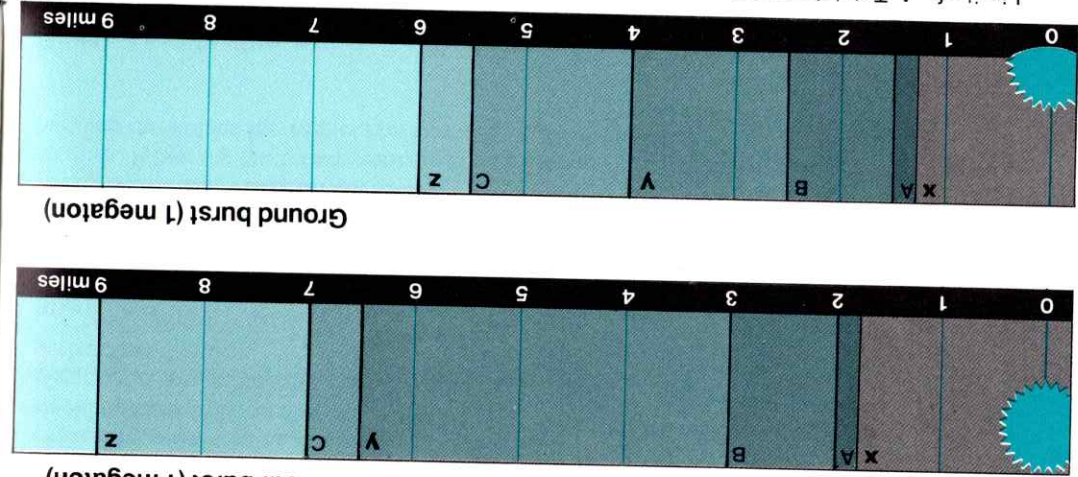 burst (1 megaton)
x A B y C z
0 1 2 3 4 5 6 7 8 9 miles
Ground burst (1 megaton)
x A B y C z
0 1 2 3 4 5 6 7 8 9 miles